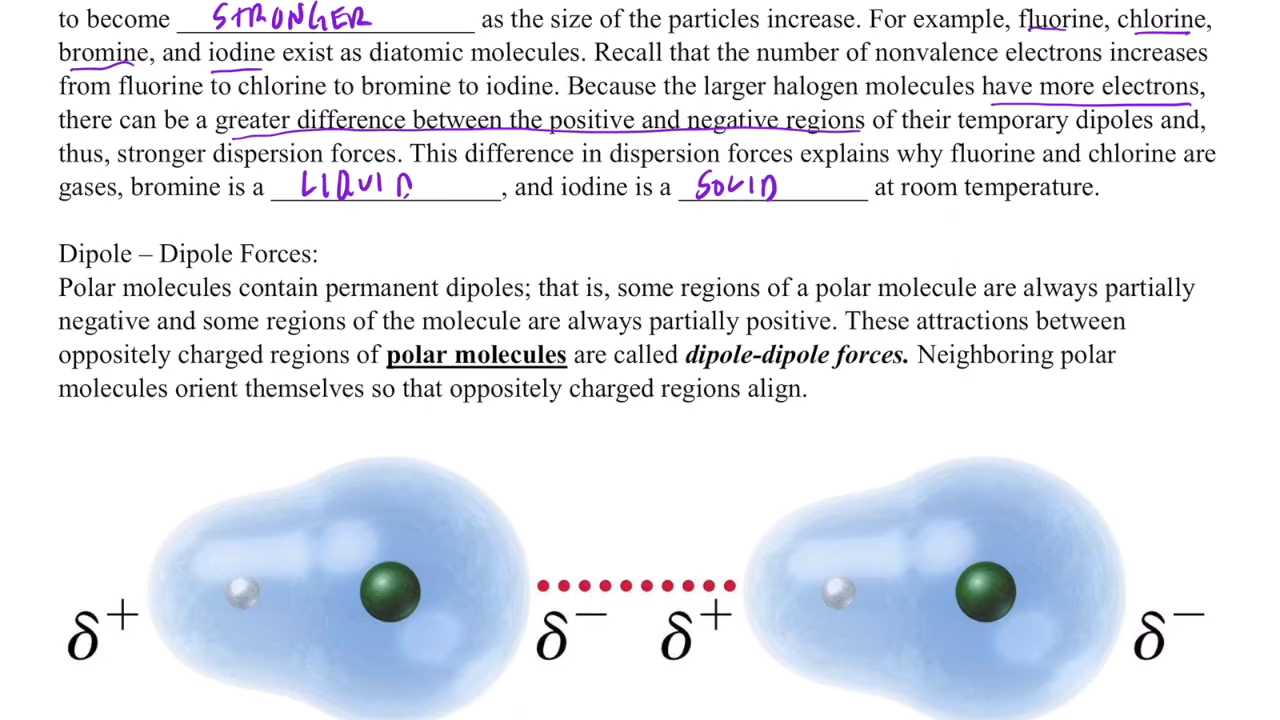 to become STRONGER as the size of the particles increase. For example, fluorine, chlorine,
bromine, and iodine exist as diatomic molecules. Recall that the number of nonvalence electrons increases
from fluorine to chlorine to bromine to iodine. Because the larger halogen molecules have more electrons,
there can be a greater difference between the positive and negative regions of their temporary dipoles and,
thus, stronger dispersion forces. This difference in dispersion forces explains why fluorine and chlorine are
gases, bromine is a LIQUID, and iodine is a SOLID at room temperature.
Dipole – Dipole Forces:
Polar molecules contain permanent dipoles; that is, some regions of a polar molecule are always partially
negative and some regions of the molecule are always partially positive. These attractions between
oppositely charged regions of polar molecules are called dipole-dipole forces. Neighboring polar
molecules orient themselves so that oppositely charged regions align.
δ+ δ− δ+ δ−